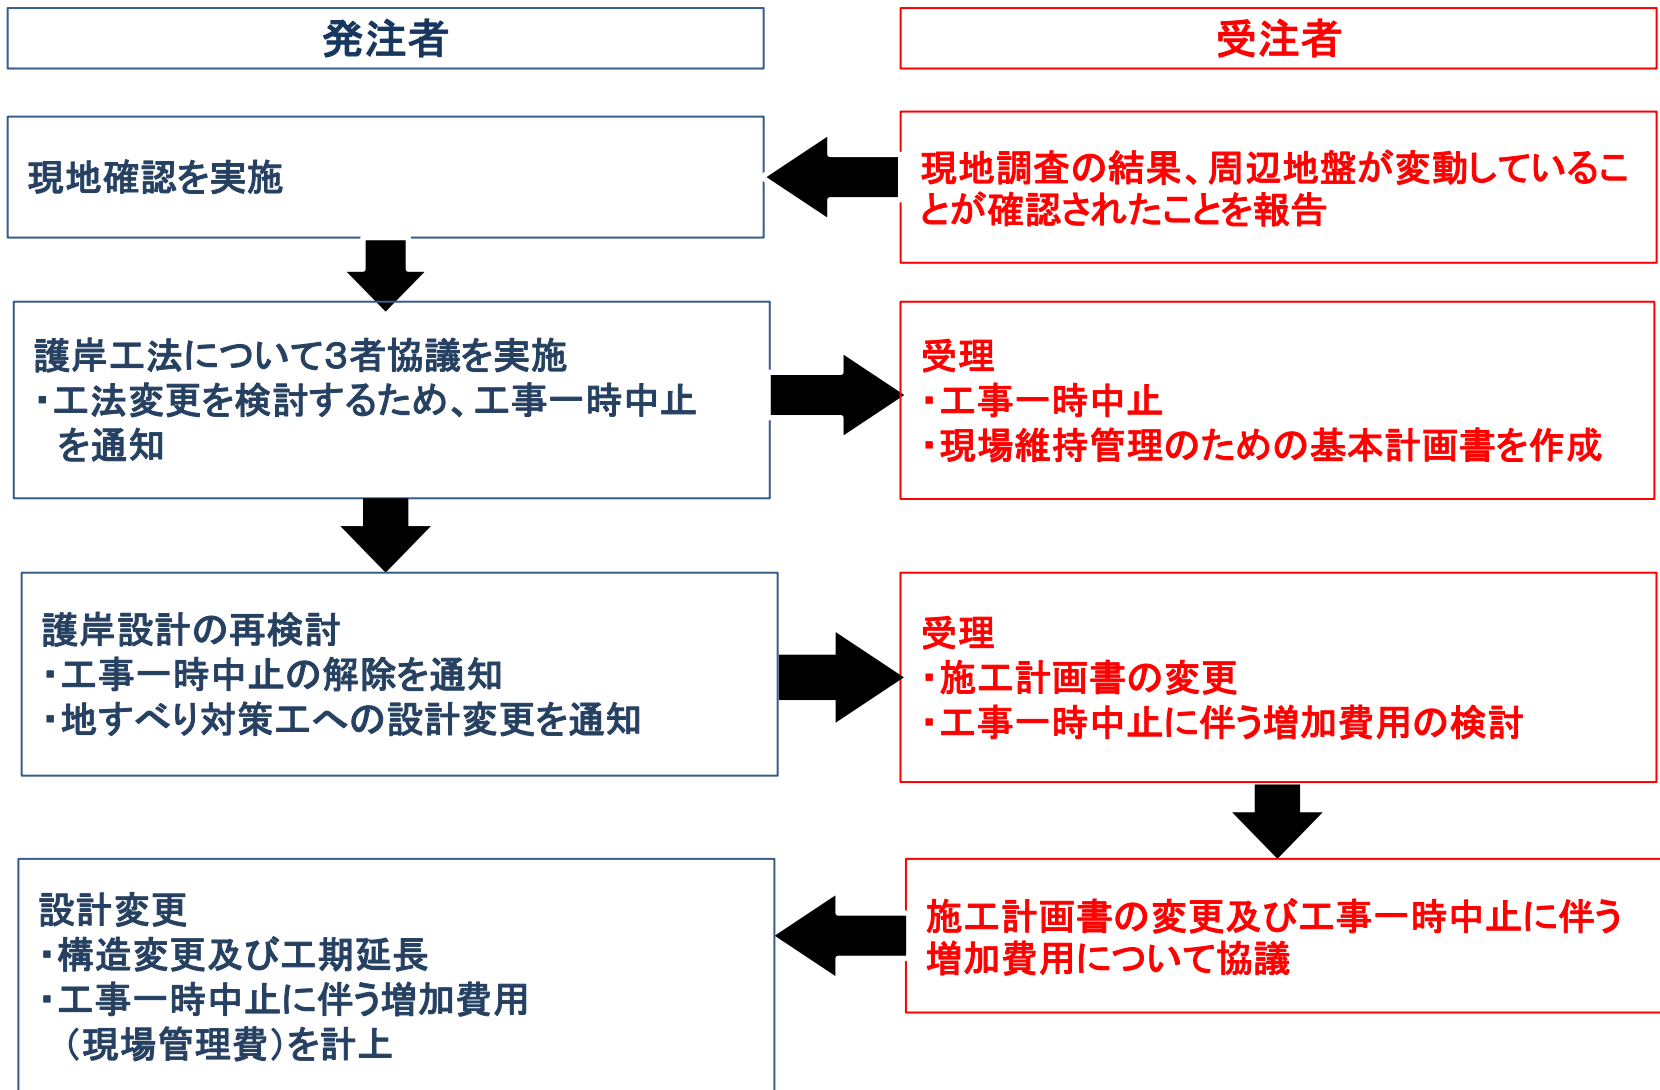 発注者
受注者
現地確認を実施
現地調査の結果、周辺地盤が変動しているこ
とが確認されたことを報告
護岸工法について3者協議を実施
・工法変更を検討するため、工事一時中止
を通知
受理
・工事一時中止
・現場維持管理のための基本計画書を作成
護岸設計の再検討
・工事一時中止の解除を通知
・地すべり対策工への設計変更を通知
受理
・施工計画書の変更
・工事一時中止に伴う増加費用の検討
設計変更
・構造変更及び工期延長
・工事一時中止に伴う増加費用
（現場管理費）を計上
施工計画書の変更及び工事一時中止に伴う
増加費用について協議